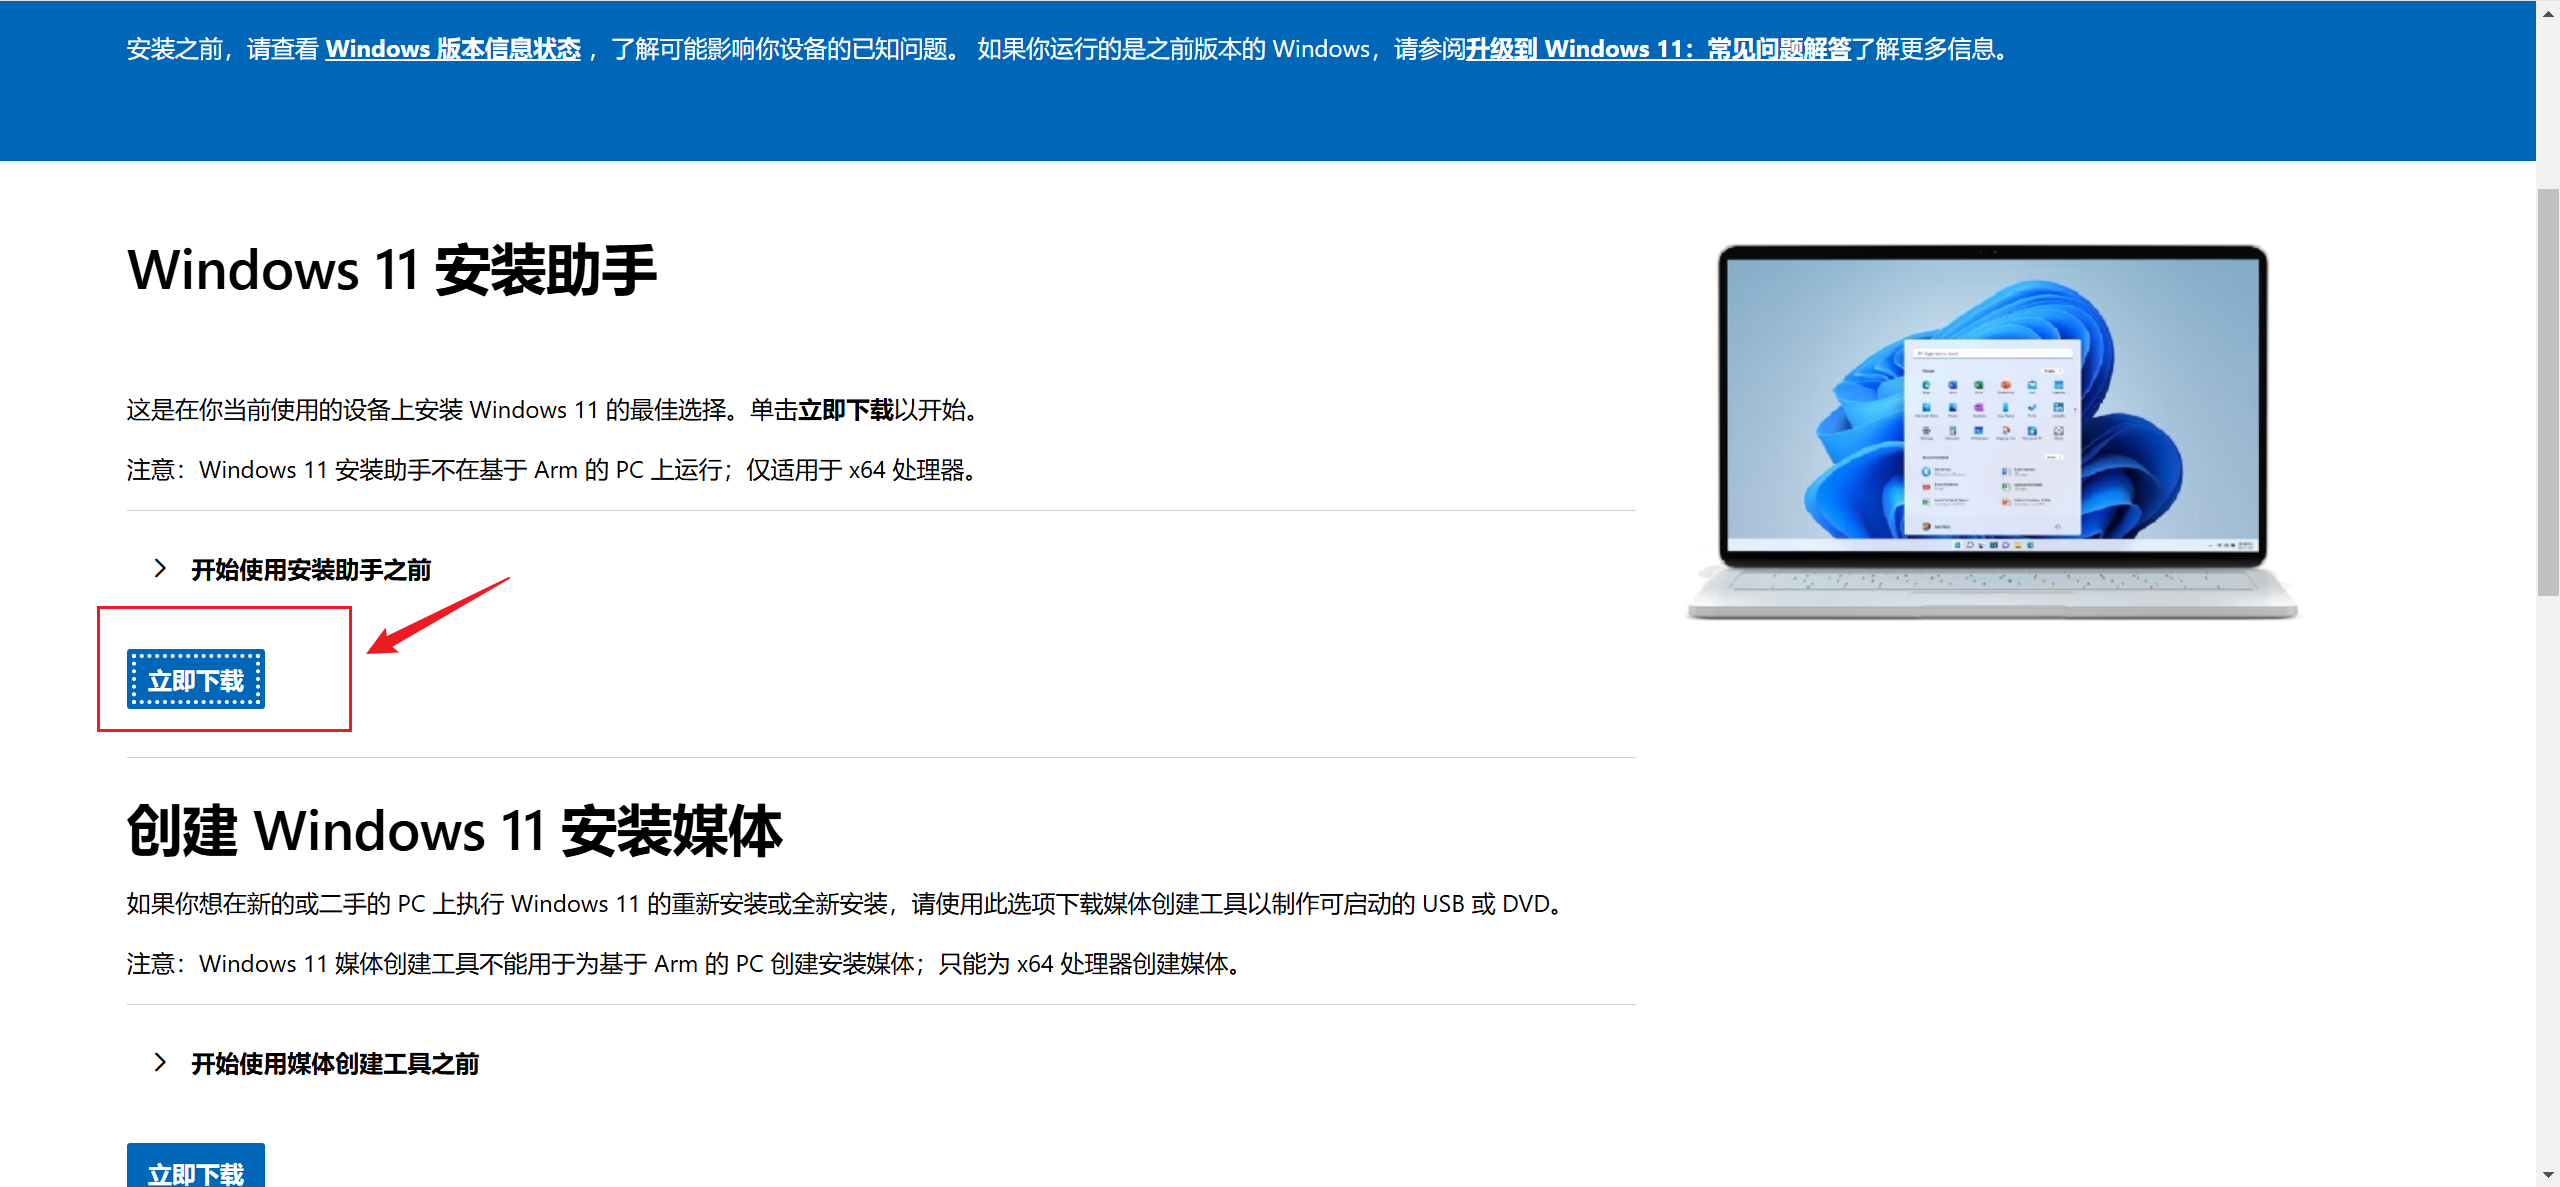 安装之前，请查看 Windows 版本信息状态 ，了解可能影响你设备的已知问题。 如果你运行的是之前版本的 Windows，请参阅升级到 Windows 11：常见问题解答了解更多信息。
Windows 11 安装助手
这是在你当前使用的设备上安装 Windows 11 的最佳选择。单击立即下载以开始。
注意：Windows 11 安装助手不在基于 Arm 的 PC 上运行；仅适用于 x64 处理器。
开始使用安装助手之前
立即下载
创建 Windows 11 安装媒体
如果你想在新的或二手的 PC 上执行 Windows 11 的重新安装或全新安装，请使用此选项下载媒体创建工具以制作可启动的 USB 或 DVD。
注意：Windows 11 媒体创建工具不能用于为基于 Arm 的 PC 创建安装媒体；只能为 x64 处理器创建媒体。
开始使用媒体创建工具之前
立即下载